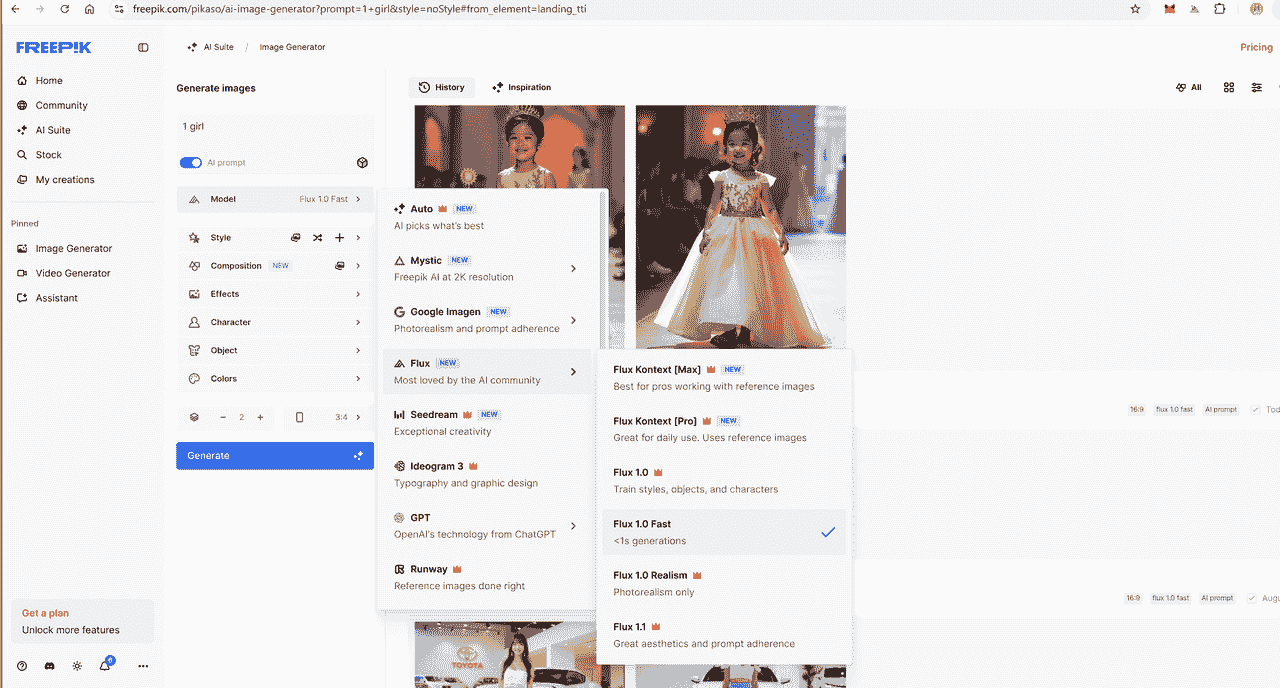 freepik.com/pikaso/ai-image-generator?prompt=1+girl&style=noStyle#from_element=landing_tti
FREEPIK
AI Suite / Image Generator
Pricing
Home
Community
AI Suite
Stock
My creations
Pinned
Image Generator
Video Generator
Assistant
Get a plan
Unlock more features
6
Generate images
1 girl
AI prompt
Model Flux 1.0 Fast
Style
Composition NEW
Effects
Character
Object
Colors
2
3:4
Generate
History
Inspiration
All
Auto NEW
AI picks what's best
Mystic NEW
Freepik AI at 2K resolution
Google Imagen NEW
Photorealism and prompt adherence
Flux NEW
Most loved by the AI community
Seedream NEW
Exceptional creativity
Ideogram 3
Typography and graphic design
GPT
OpenAI's technology from ChatGPT
Runway
Reference images done right
Flux Kontext [Max] NEW
Best for pros working with reference images
Flux Kontext [Pro] NEW
Great for daily use. Uses reference images
Flux 1.0
Train styles, objects, and characters
Flux 1.0 Fast
<1s generations
Flux 1.0 Realism
Photorealism only
Flux 1.1
Great aesthetics and prompt adherence
16:9 flux 1.0 fast AI prompt Tod
16:9 flux 1.0 fast AI prompt Augu
TOYOTA